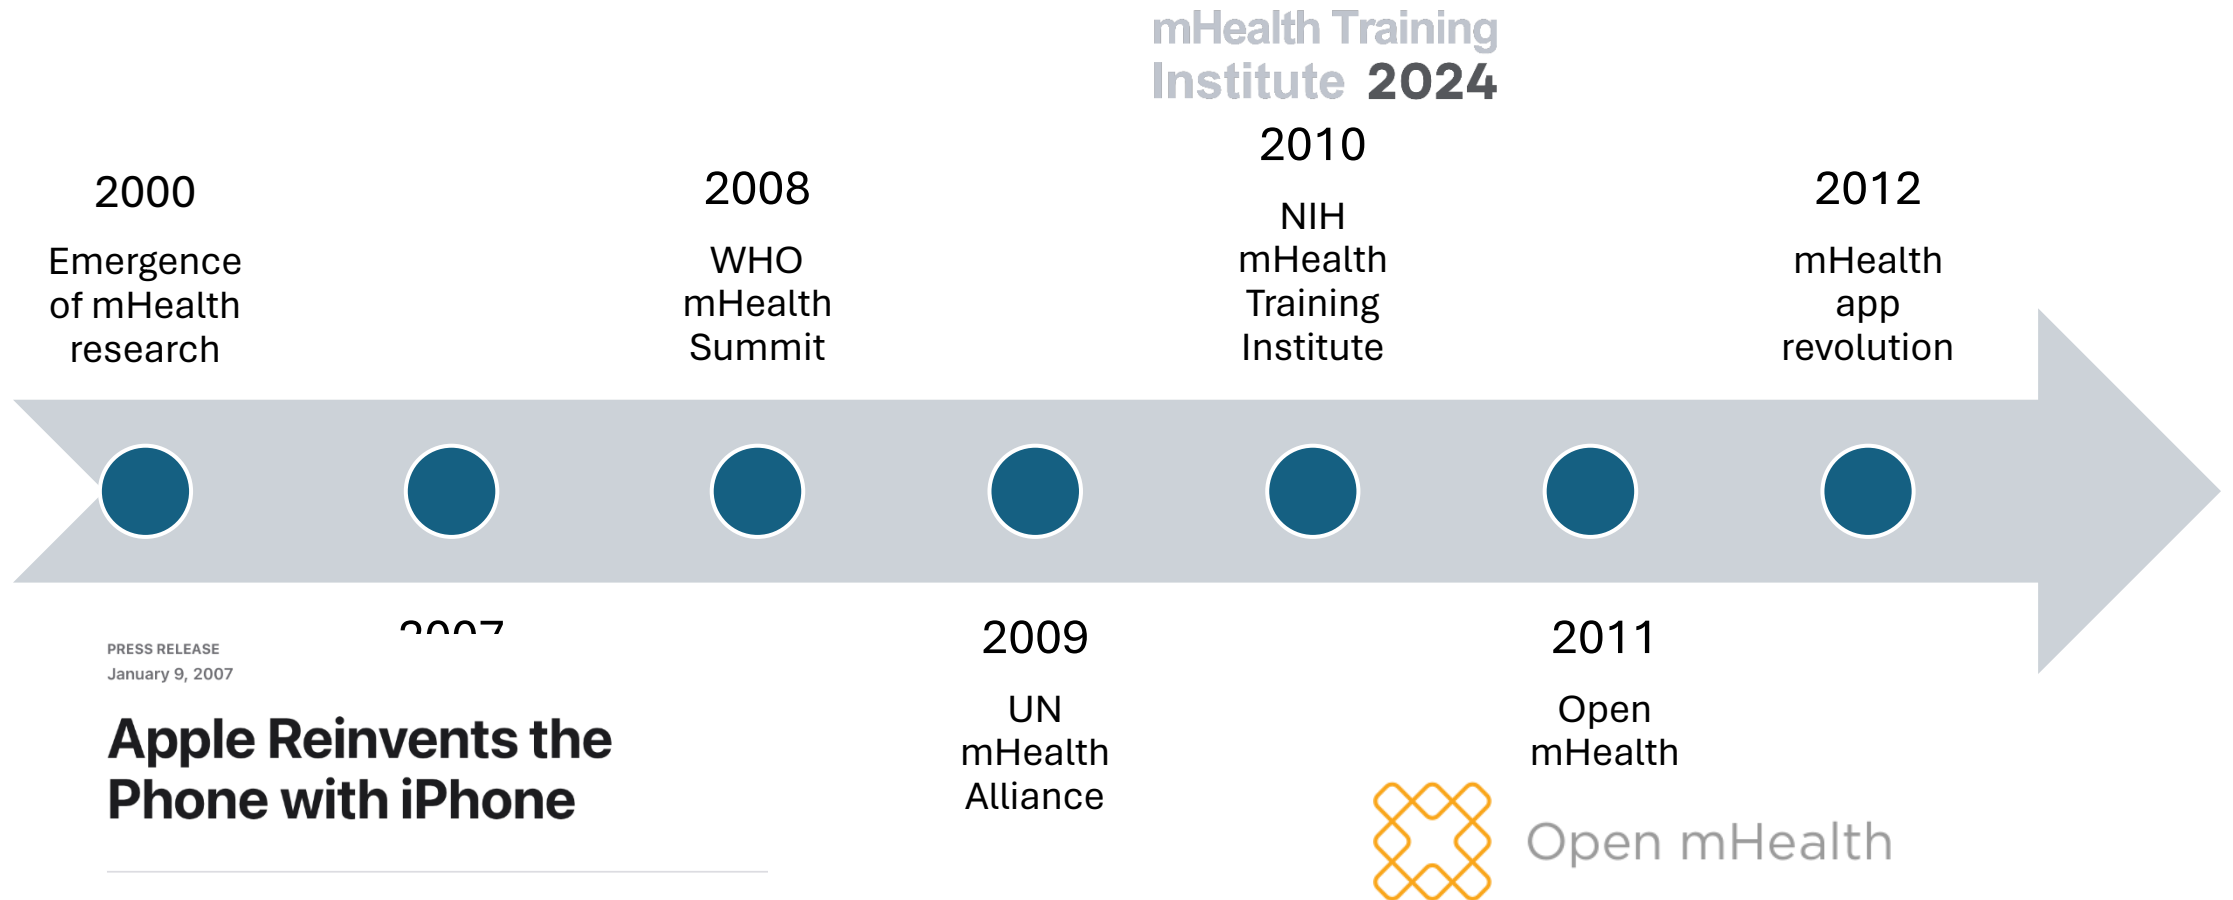 mHealth Training
Institute 2024
2000
Emergence
of mHealth
research
2008
WHO
mHealth
Summit
2010
NIH
mHealth
Training
Institute
2012
mHealth
app
revolution
2007
PRESS RELEASE
January 9, 2007
Apple Reinvents the
Phone with iPhone
2009
UN
mHealth
Alliance
2011
Open
mHealth
Open mHealth